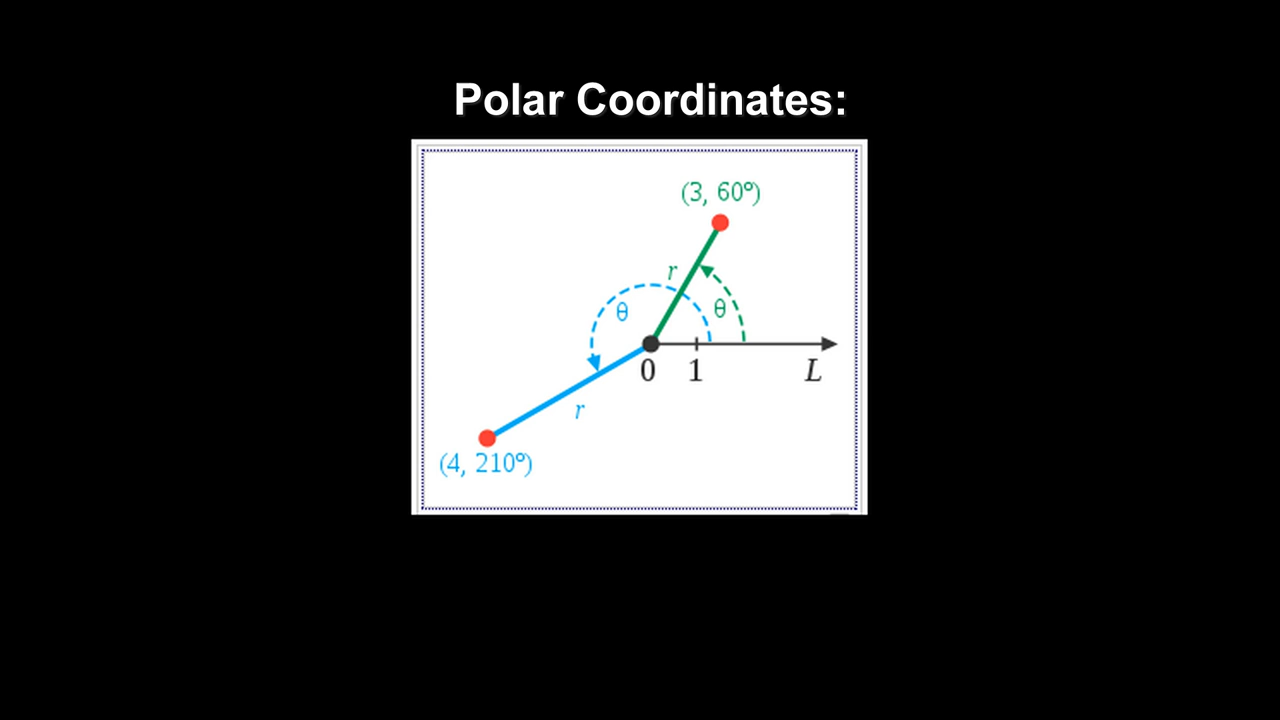 Polar Coordinates:
(3, 60°)
r
θ
θ
0
1
L
r
(4, 210°)